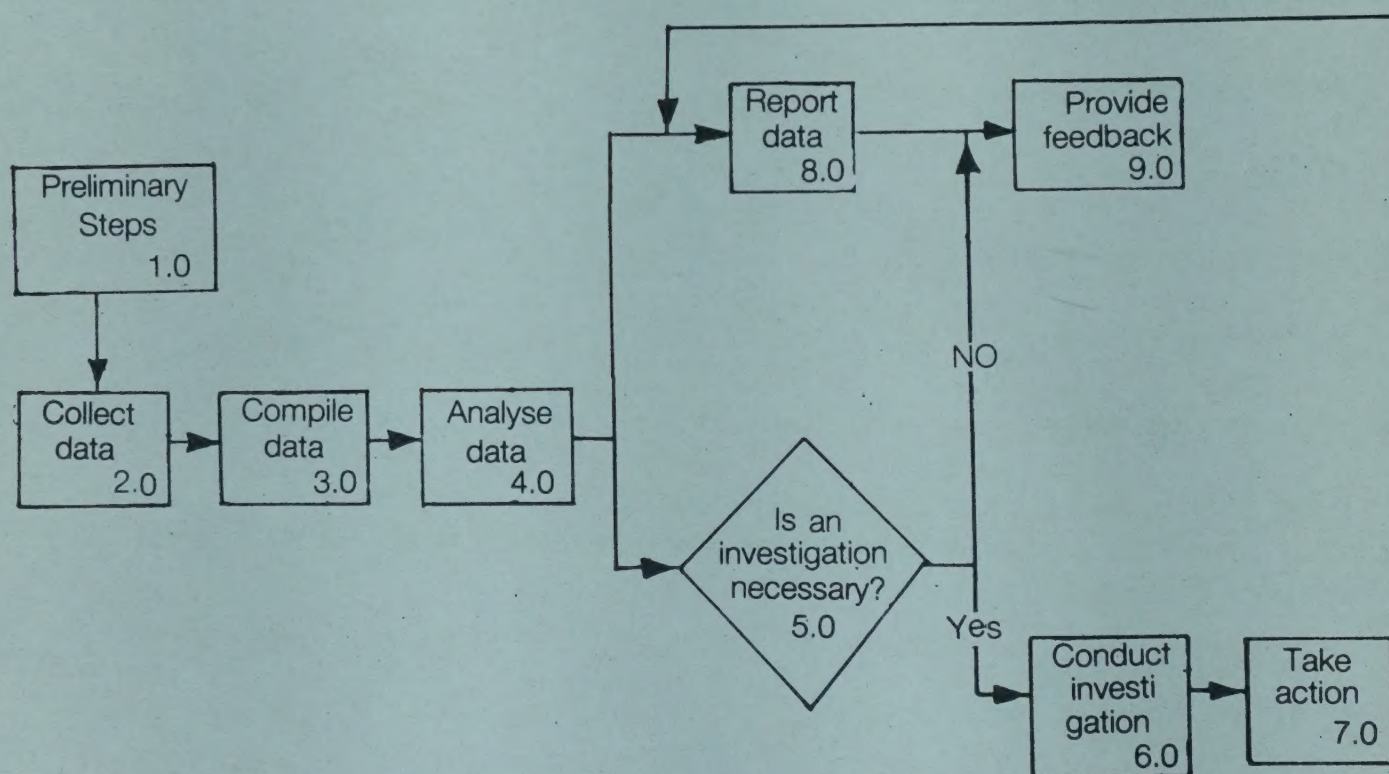 Preliminary
Steps
1.0
Collect
data
2.0
Compile
data
3.0
Analyse
data
4.0
Report
data
8.0
Provide
feedback
9.0
NO
Is an
investigation
necessary?
5.0
Yes
Conduct
investi
gation
6.0
Take
action
7.0